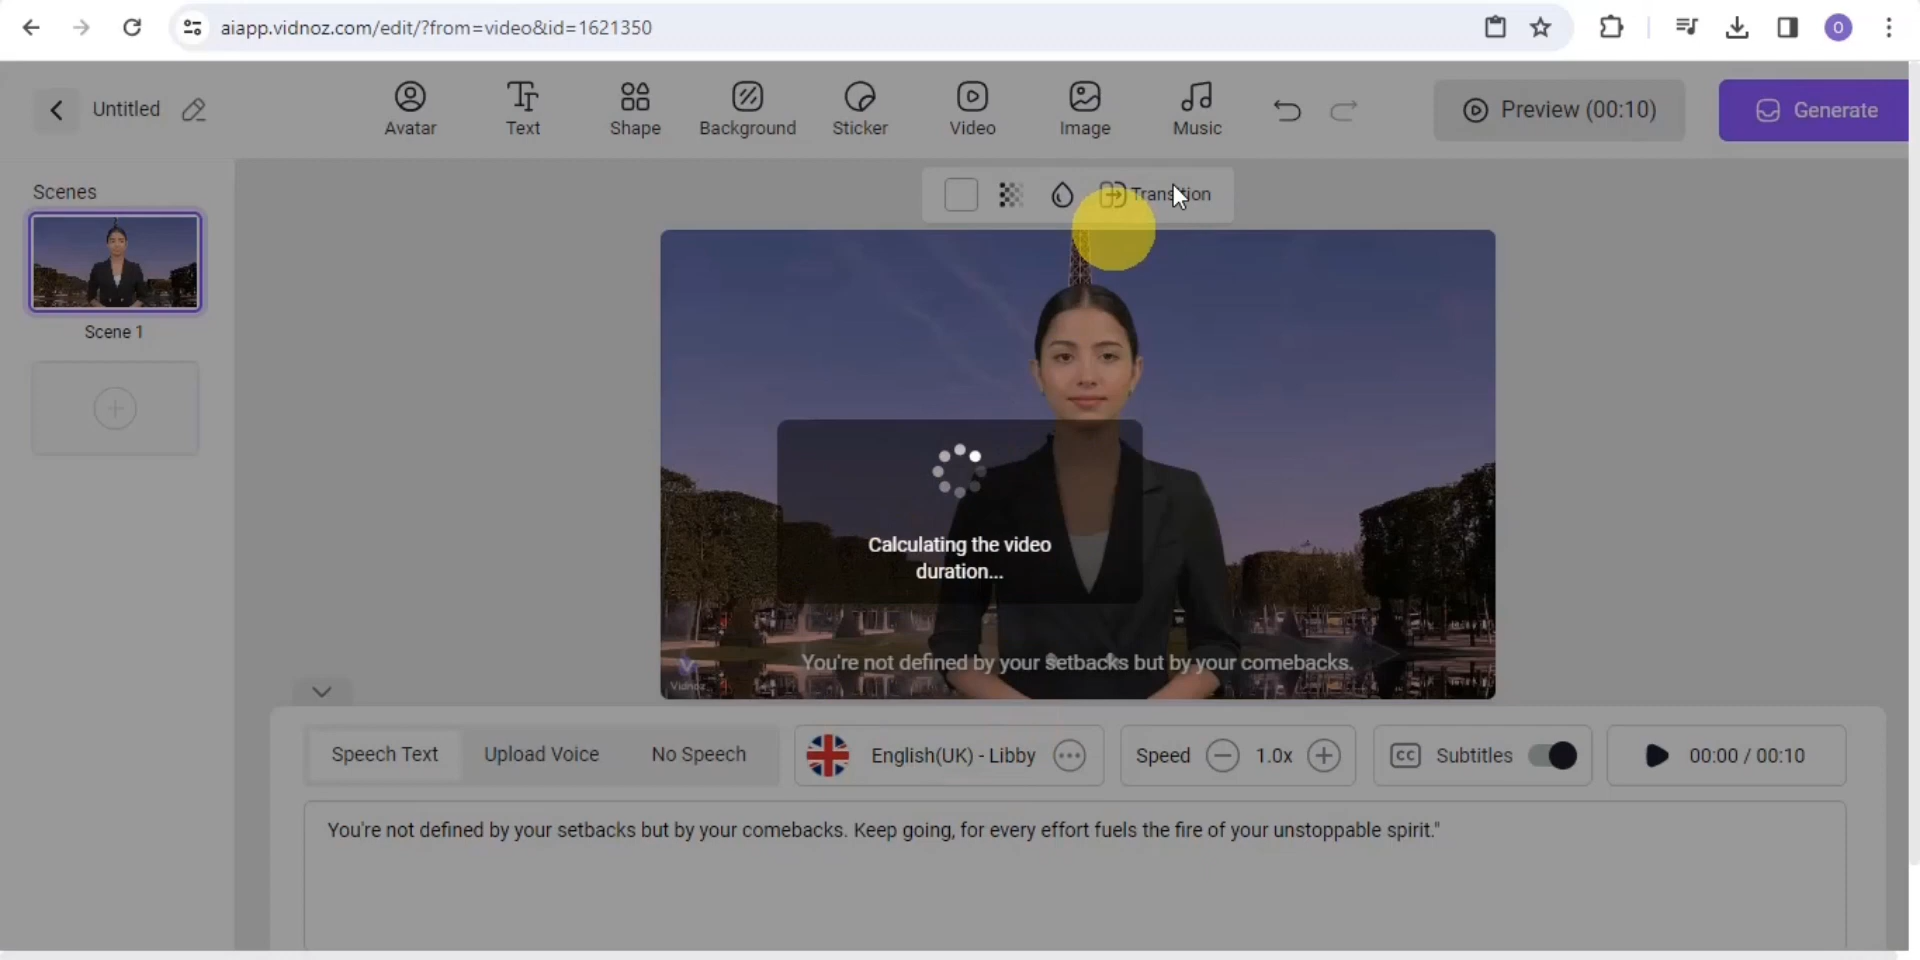 aiapp.vidnoz.com/edit/?from=video&id=1621350
O
Untitled
Avatar
Text
Shape
Background
Sticker
Video
Image
Music
Preview (00:10)
Generate
Scenes
Transition
Scene 1
Calculating the video
duration...
You're not defined by your setbacks but by your comebacks.
Vidnoz
Speech Text
Upload Voice
No Speech
English(UK) - Libby
Speed
1.0x
CC
Subtitles
00:00 / 00:10
You're not defined by your setbacks but by your comebacks. Keep going, for every effort fuels the fire of your unstoppable spirit."